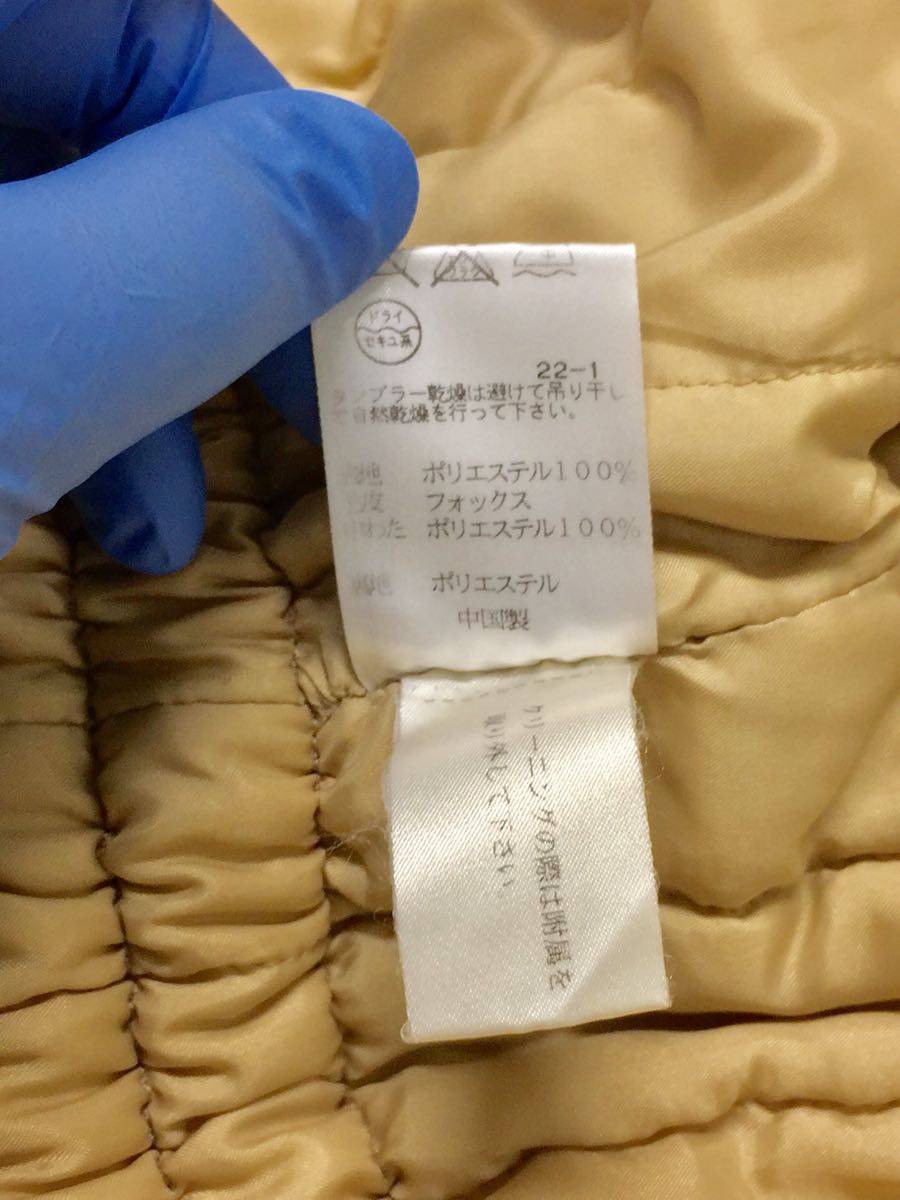 ドライ
セキユ系
22-1
タンブラー乾燥は避けて吊り干し
で自然乾燥を行って下さい。
ポリエステル100%
フォックス
中わた ポリエステル100%
裏地 ポリエステル
中国製
クリーニングの際は附属を
取り外して下さい。